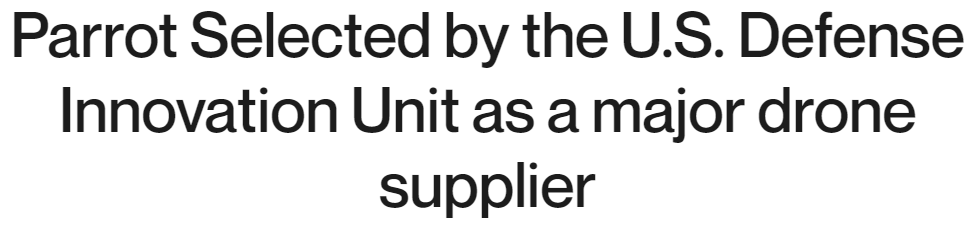 Parrot Selected by the U.S. Defense
Innovation Unit as a major drone
supplier